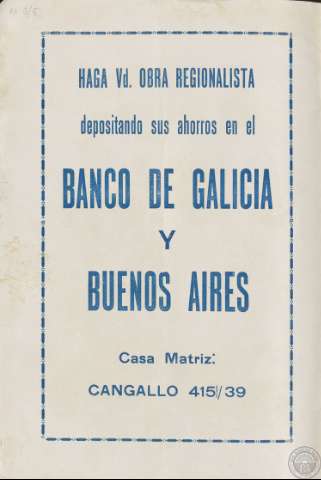 HAGA Vd. OBRA REGIONALISTA
depositando sus ahorros en el
BANCO DE GALICIA
Y
BUENOS AIRES
Casa Matriz:
CANGALLO 415/39